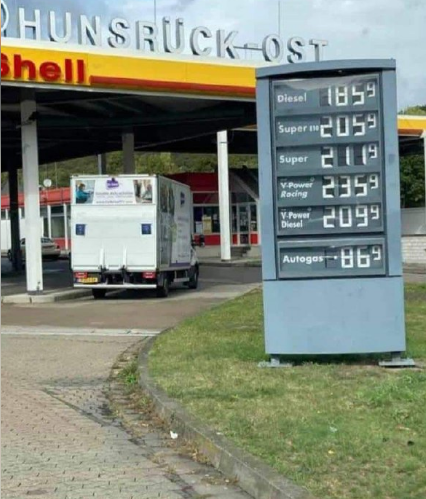 HUNSRÜCK-OST
Shell
Diesel 185⁹
Super E10 205⁹
Super 211⁹
V-Power Racing 235⁹
V-Power Diesel 209⁹
Autogas 86⁹